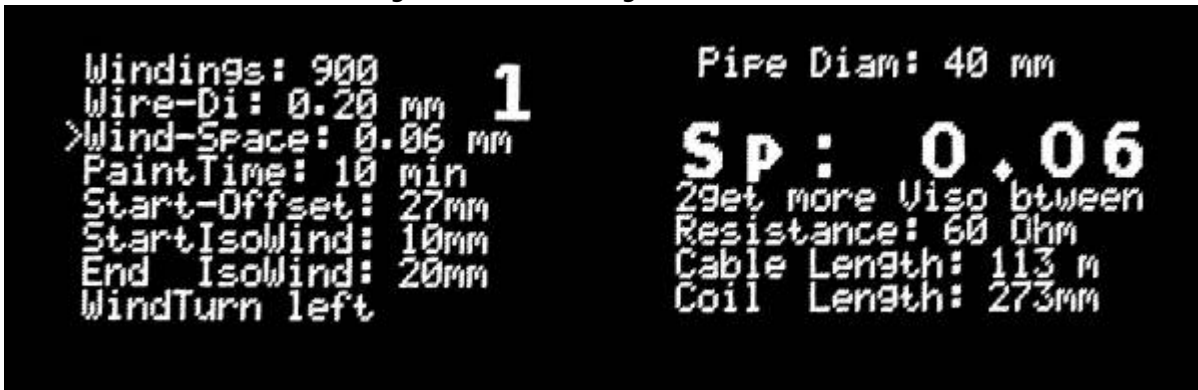 Windings: 900
Wire-Di: 0.20 mm
1
>Wind-Space: 0.06 mm
PaintTime: 10 min
Start-Offset: 27mm
StartIsoWind: 10mm
End IsoWind: 20mm
WindTurn left
Pipe Diam: 40 mm
Sp: 0.06
2get more Viso btween
Resistance: 60 Ohm
Cable Length: 113 m
Coil Length: 273mm